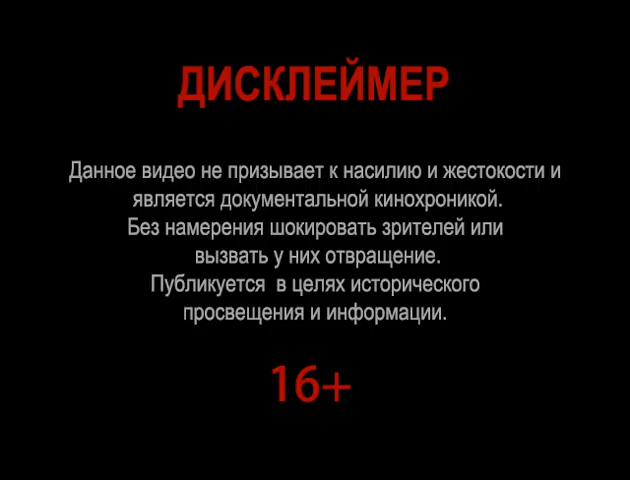 ДИСКЛЕЙМЕР
Данное видео не призывает к насилию и жестокости и
является документальной кинохроникой.
Без намерения шокировать зрителей или
вызвать у них отвращение.
Публикуется в целях исторического
просвещения и информации.
16+